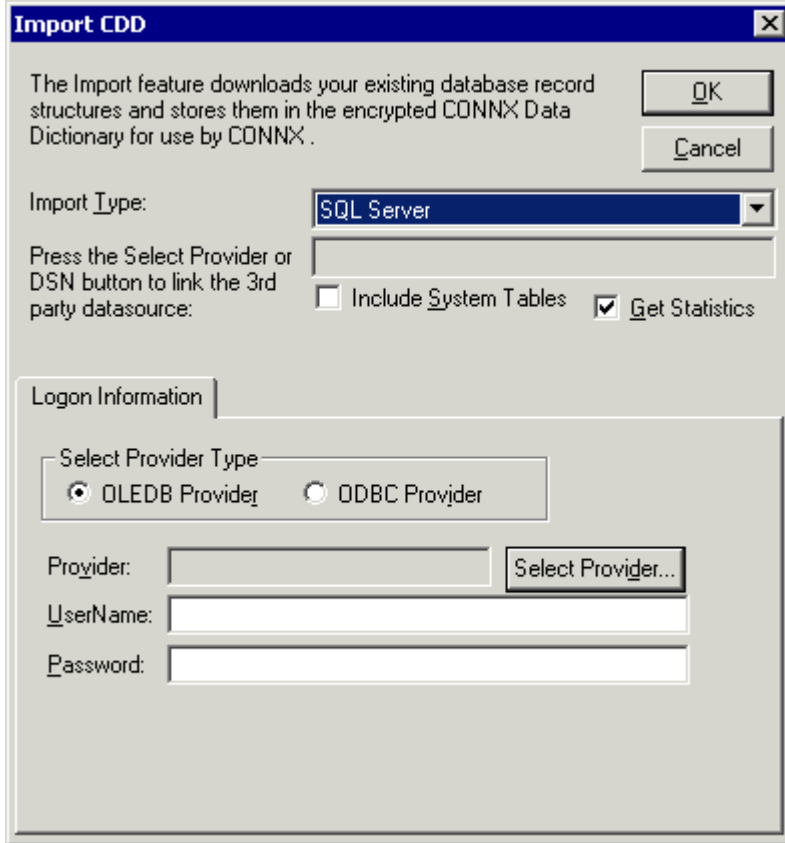 Import CDD
The Import feature downloads your existing database record
structures and stores them in the encrypted CONNX Data
Dictionary for use by CONNX .
OK
Cancel
Import Type:
SQL Server
Press the Select Provider or
DSN button to link the 3rd
party datasource:
Include System Tables
Get Statistics
Logon Information
Select Provider Type
OLEDB Provider
ODBC Provider
Provider:
Select Provider...
UserName:
Password: